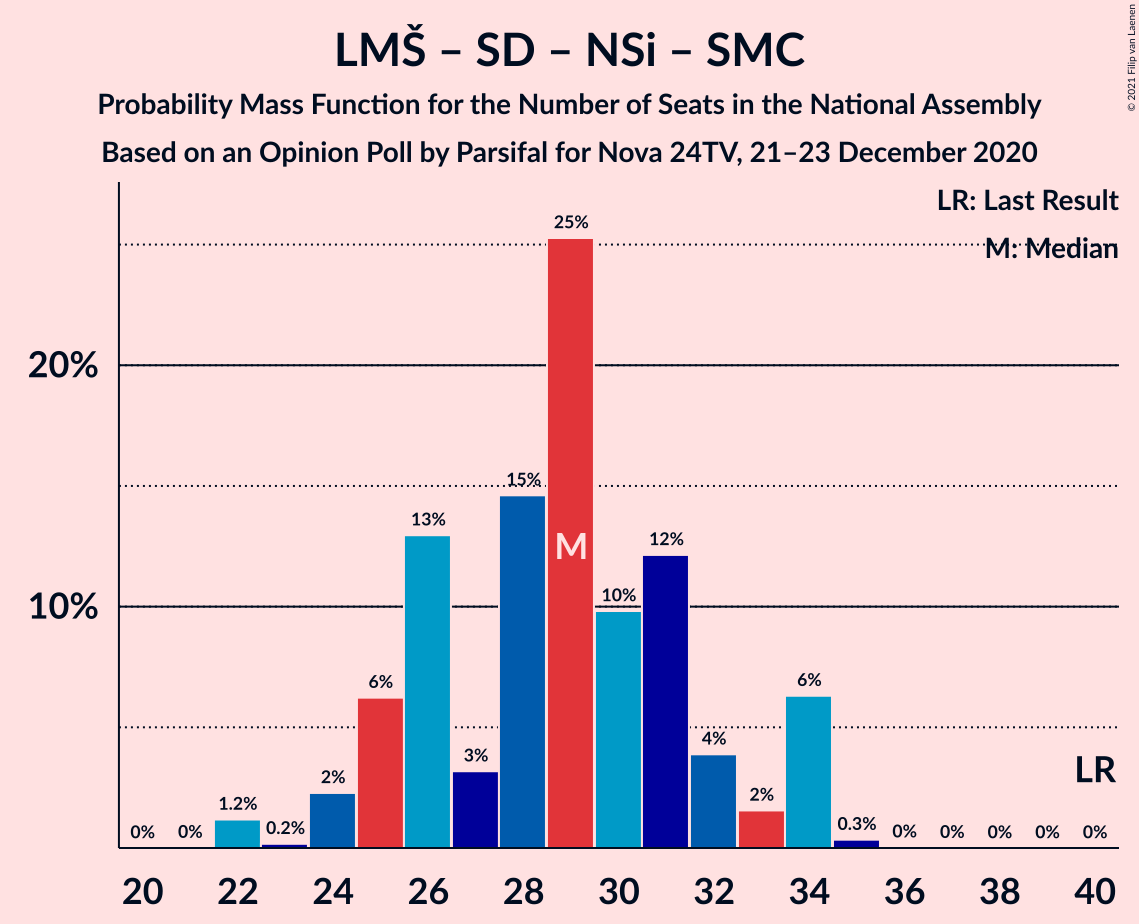 © 2021 Filip van Laenen
LMŠ – SD – NSi – SMC
Probability Mass Function for the Number of Seats in the National Assembly
Based on an Opinion Poll by Parsifal for Nova 24TV, 21–23 December 2020
LR: Last Result
M: Median
25%
20%
15%
13%
M
12%
10%
10%
6%
6%
4%
3%
LR
2%
2%
1.2%
0.2%
0.3%
0% 0% 0% 0% 0% 0% 0%
20 22 24 26 28 30 32 34 36 38 40